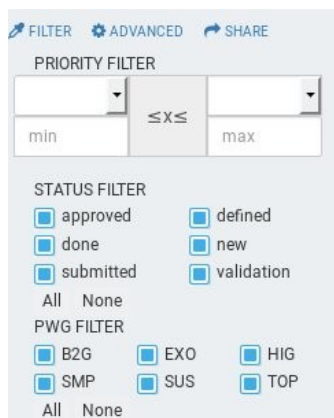 FILTER ADVANCED SHARE
PRIORITY FILTER
≤x≤
min max
STATUS FILTER
approved defined
done new
submitted validation
All None
PWG FILTER
B2G EXO HIG
SMP SUS TOP
All None